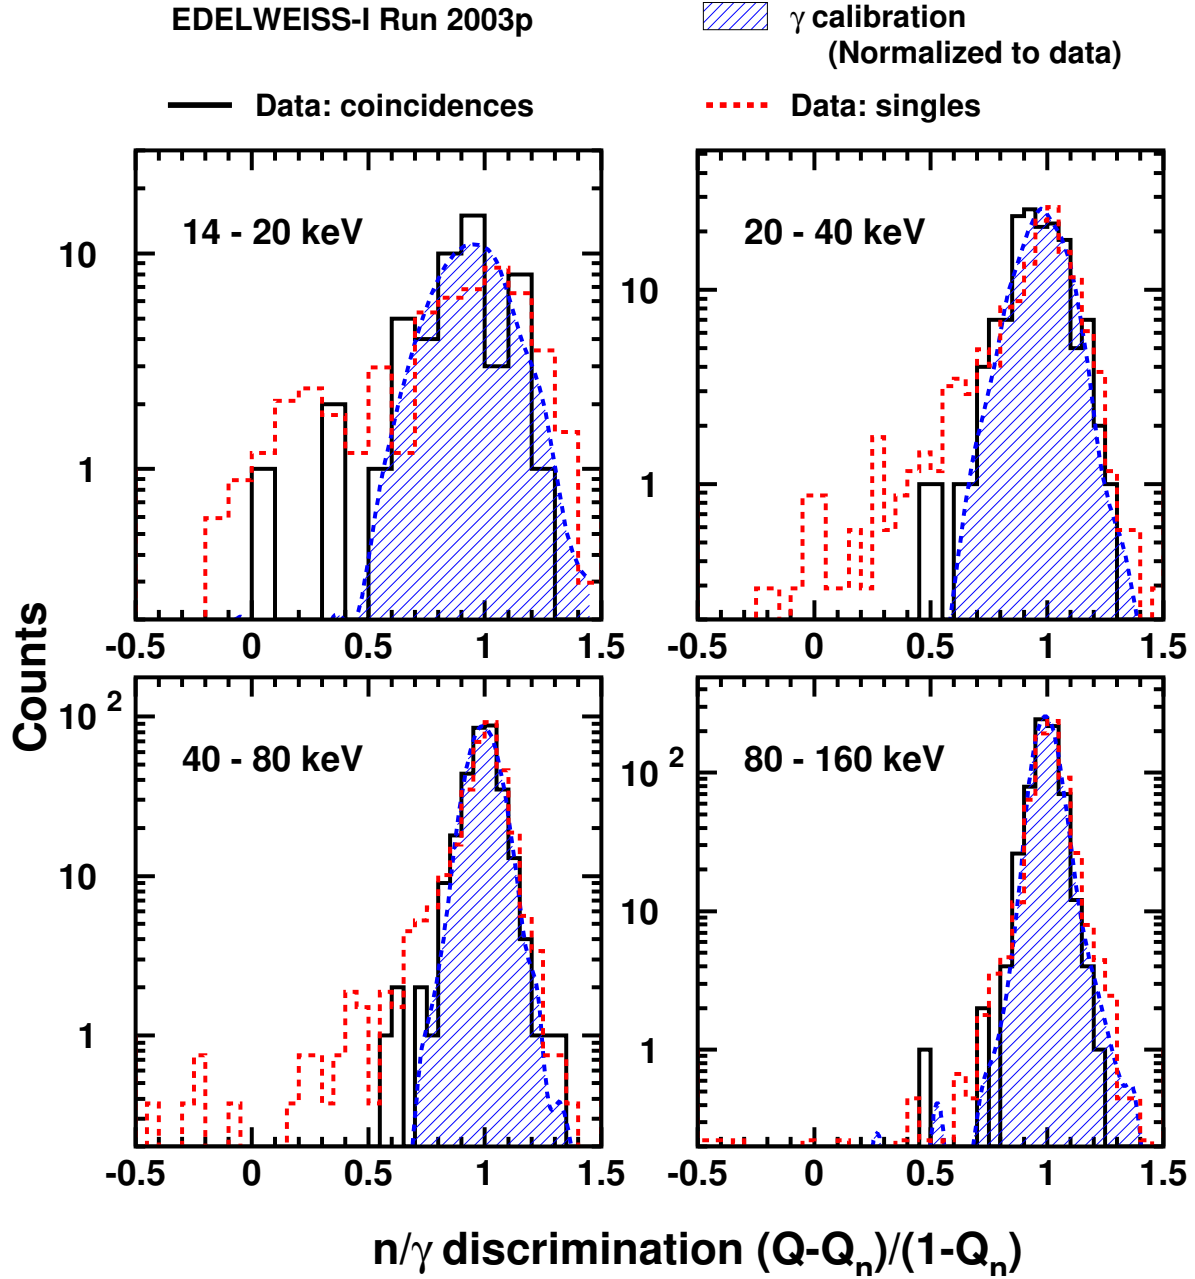 EDELWEISS-I Run 2003p
γ calibration
(Normalized to data)
Data: coincidences
Data: singles
14 - 20 keV
20 - 40 keV
10
1
10
1
-0.5 0 0.5 1 1.5
-0.5 0 0.5 1 1.5
Counts
40 - 80 keV
80 - 160 keV
10 2
10
1
10 2
10
1
-0.5 0 0.5 1 1.5
-0.5 0 0.5 1 1.5
n/γ discrimination (Q-Qn)/(1-Qn)